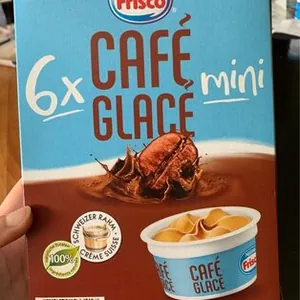 Frisco
6x CAFÉ mini
GLACÉ
100%
SCHWEIZER RAHM
CRÈME SUISSE
Frisco
CAFÉ
GLACÉ